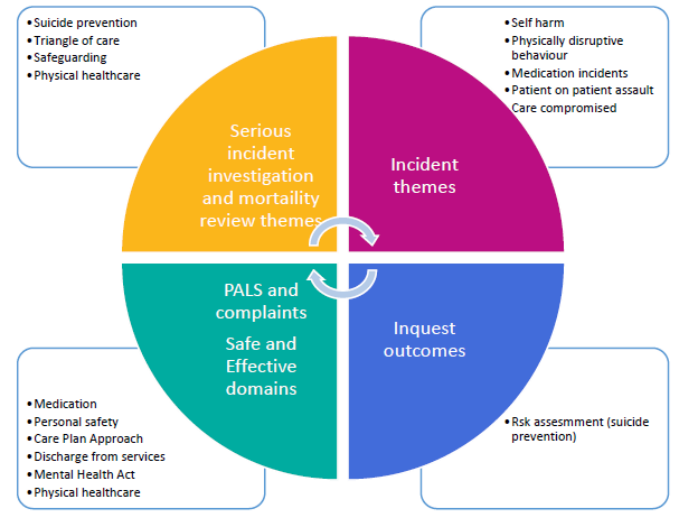 • Suicide prevention
• Triangle of care
• Safeguarding
• Physical healthcare
• Self harm
• Physically disruptive
behaviour
• Medication incidents
• Patient on patient assault
Care compromised
Serious
incident
investigation
and mortaility
review themes
Incident
themes
PALS and
complaints
Safe and
Effective
domains
Inquest
outcomes
• Medication
• Personal safety
• Care Plan Approach
• Discharge from services
• Mental Health Act
• Physical healthcare
• Rsk assesmment (suicide
prevention)